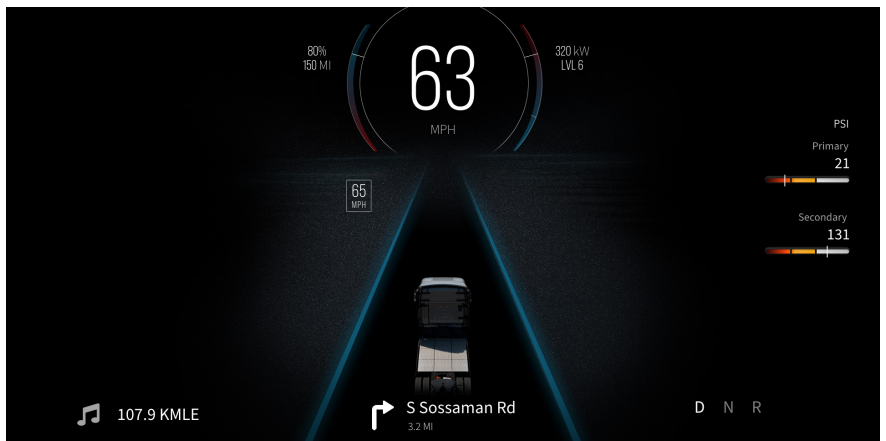 80%
150 MI
63
MPH
320 kW
LVL 6
PSI
Primary
21
65
MPH
Secondary
131
107.9 KMLE
S Sossaman Rd
3.2 MI
D N R